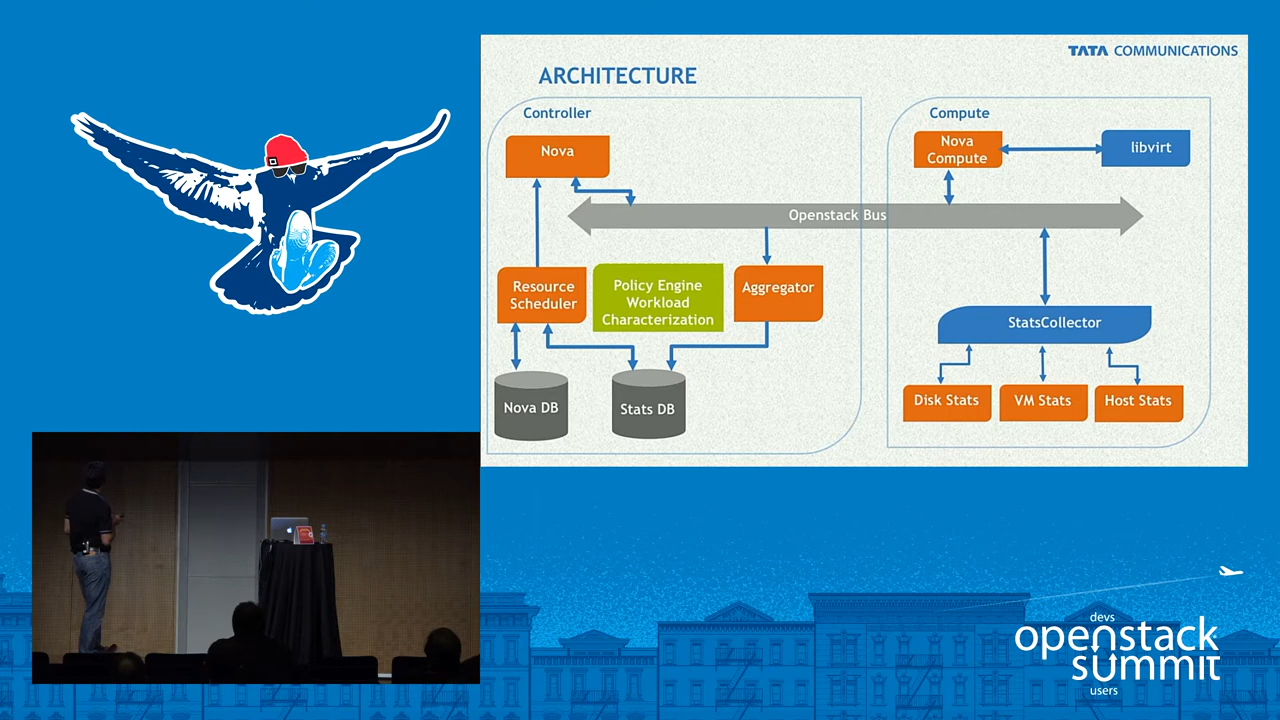 TATA COMMUNICATIONS
ARCHITECTURE
Controller
Nova
Openstack Bus
Resource
Scheduler
Policy Engine
Workload
Characterization
Aggregator
Nova DB
Stats DB
Compute
Nova
Compute
libvirt
StatsCollector
Disk Stats
VM Stats
Host Stats
devs
openstack
summit
users